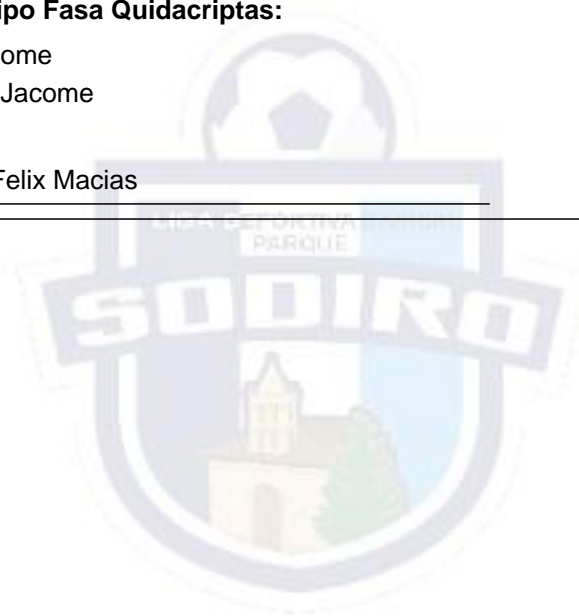 ipo Fasa Quidacriptas:
ome
Jacome
Felix Macias
LIGA DEPORTIVA
PARQUE
SODIRO